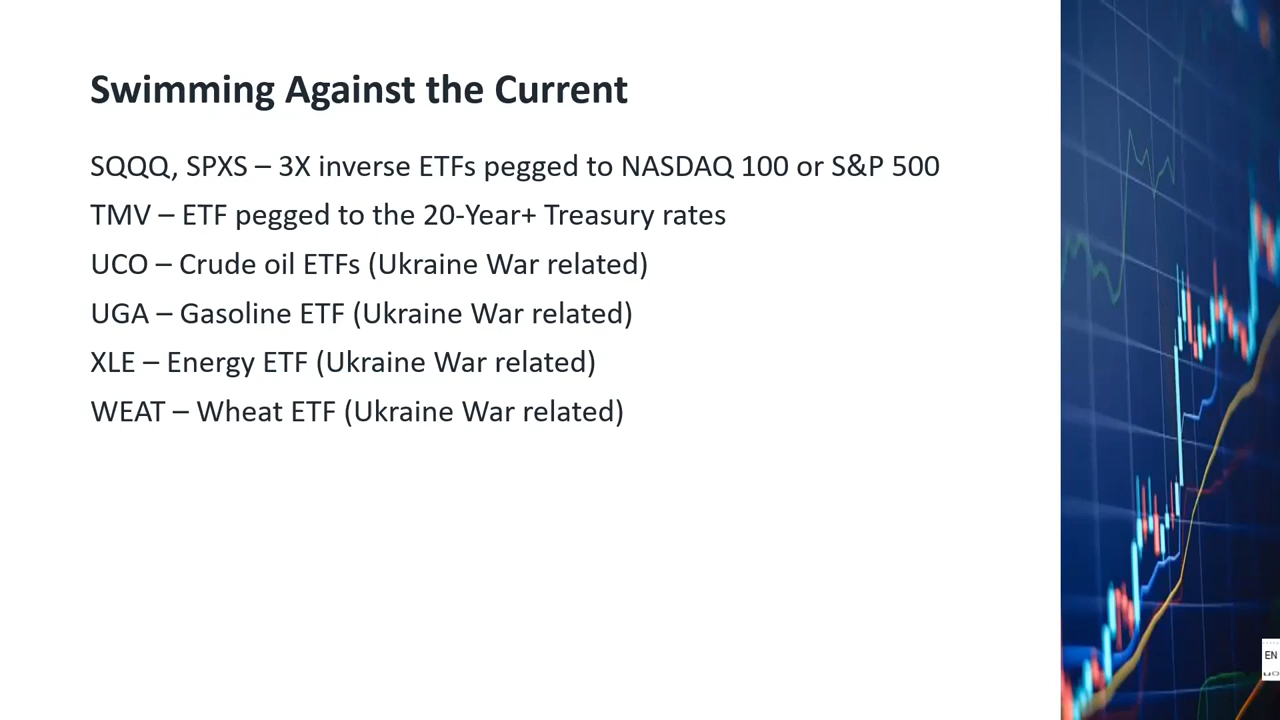 Swimming Against the Current
SQQQ, SPXS – 3X inverse ETFs pegged to NASDAQ 100 or S&P 500
TMV – ETF pegged to the 20-Year+ Treasury rates
UCO – Crude oil ETFs (Ukraine War related)
UGA – Gasoline ETF (Ukraine War related)
XLE – Energy ETF (Ukraine War related)
WEAT – Wheat ETF (Ukraine War related)
EN